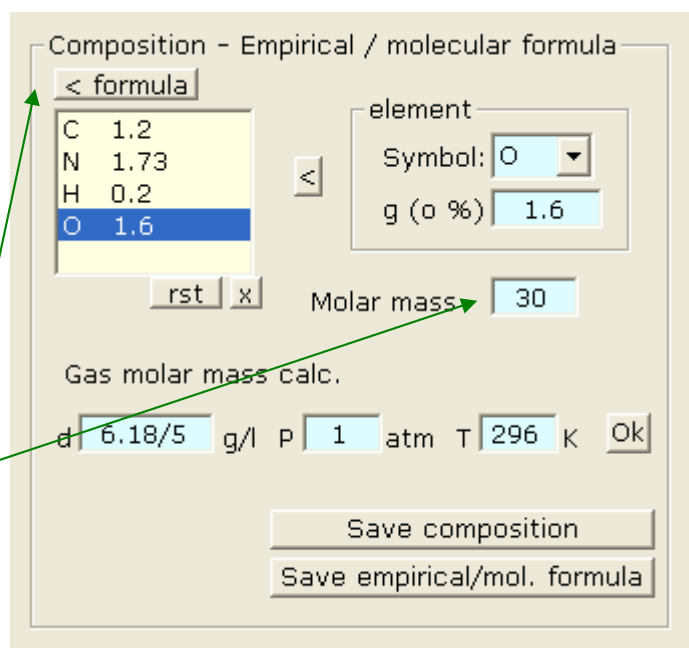 Composition - Empirical / molecular formula
< formula
C 1.2
N 1.73
H 0.2
O 1.6
<
element
Symbol: O
g (o %) 1.6
rst x
Molar mass 30
Gas molar mass calc.
d 6.18/5 g/l P 1 atm T 296 K Ok
Save composition
Save empirical/mol. formula